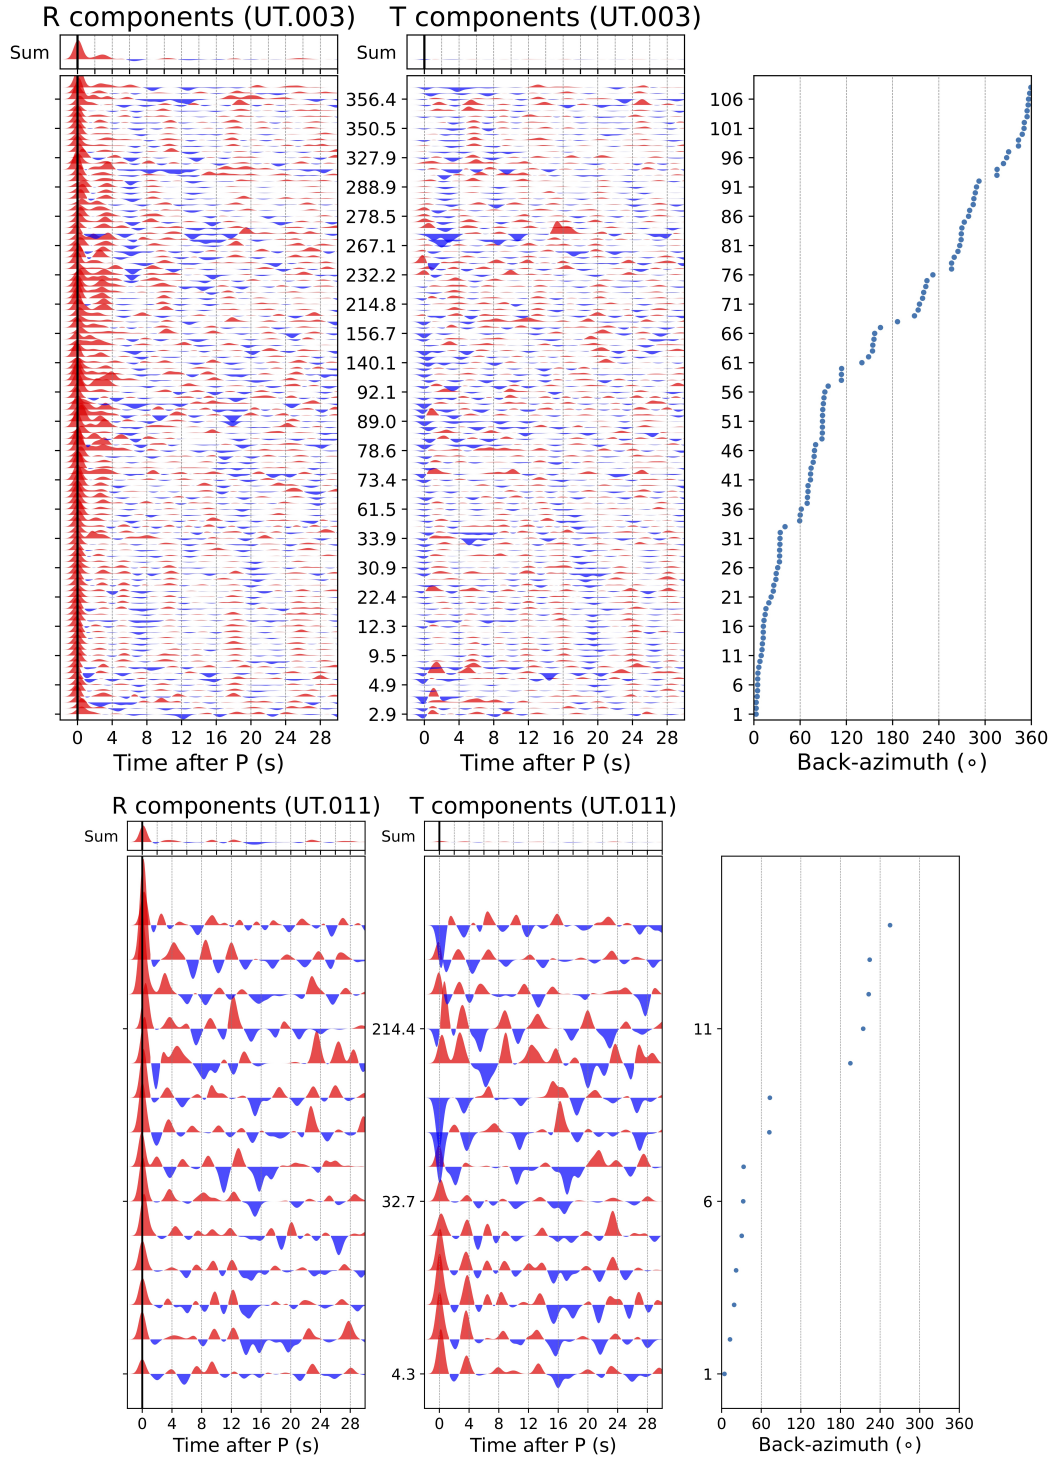 R components (UT.003)
T components (UT.003)
Sum
Sum
356.4
350.5
327.9
288.9
278.5
267.1
232.2
214.8
156.7
140.1
92.1
89.0
78.6
73.4
61.5
33.9
30.9
22.4
12.3
9.5
4.9
2.9
106
101
96
91
86
81
76
71
66
61
56
51
46
41
36
31
26
21
16
11
6
1
0 4 8 12 16 20 24 28
0 4 8 12 16 20 24 28
0 60 120 180 240 300 360
Time after P (s)
Time after P (s)
Back-azimuth (∘)
R components (UT.011)
T components (UT.011)
Sum
Sum
214.4
32.7
4.3
11
6
1
0 4 8 12 16 20 24 28
0 4 8 12 16 20 24 28
0 60 120 180 240 300 360
Time after P (s)
Time after P (s)
Back-azimuth (∘)